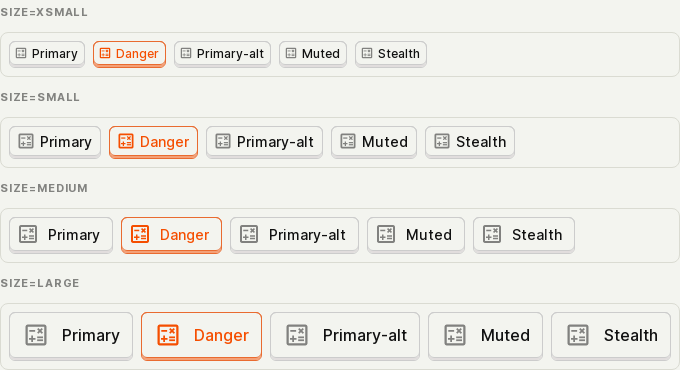 SIZE=XSMALL
Primary Danger Primary-alt Muted Stealth
SIZE=SMALL
Primary Danger Primary-alt Muted Stealth
SIZE=MEDIUM
Primary Danger Primary-alt Muted Stealth
SIZE=LARGE
Primary Danger Primary-alt Muted Stealth